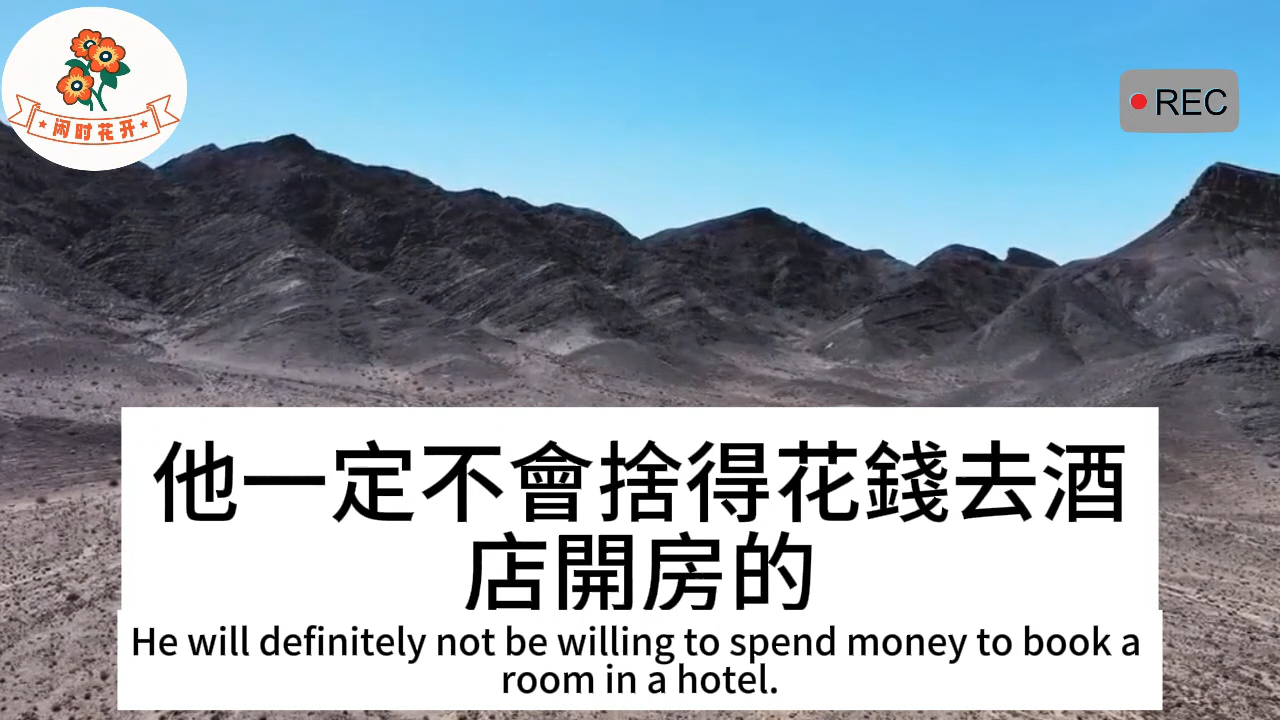 闲时花开
REC
他一定不會捨得花錢去酒
店開房的
He will definitely not be willing to spend money to book a
room in a hotel.